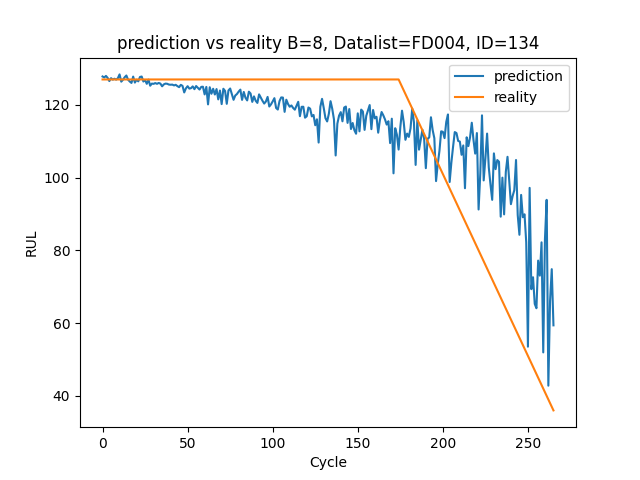 prediction vs reality B=8, Datalist=FD004, ID=134
prediction
reality
120
100
80
60
40
RUL
0 50 100 150 200 250
Cycle